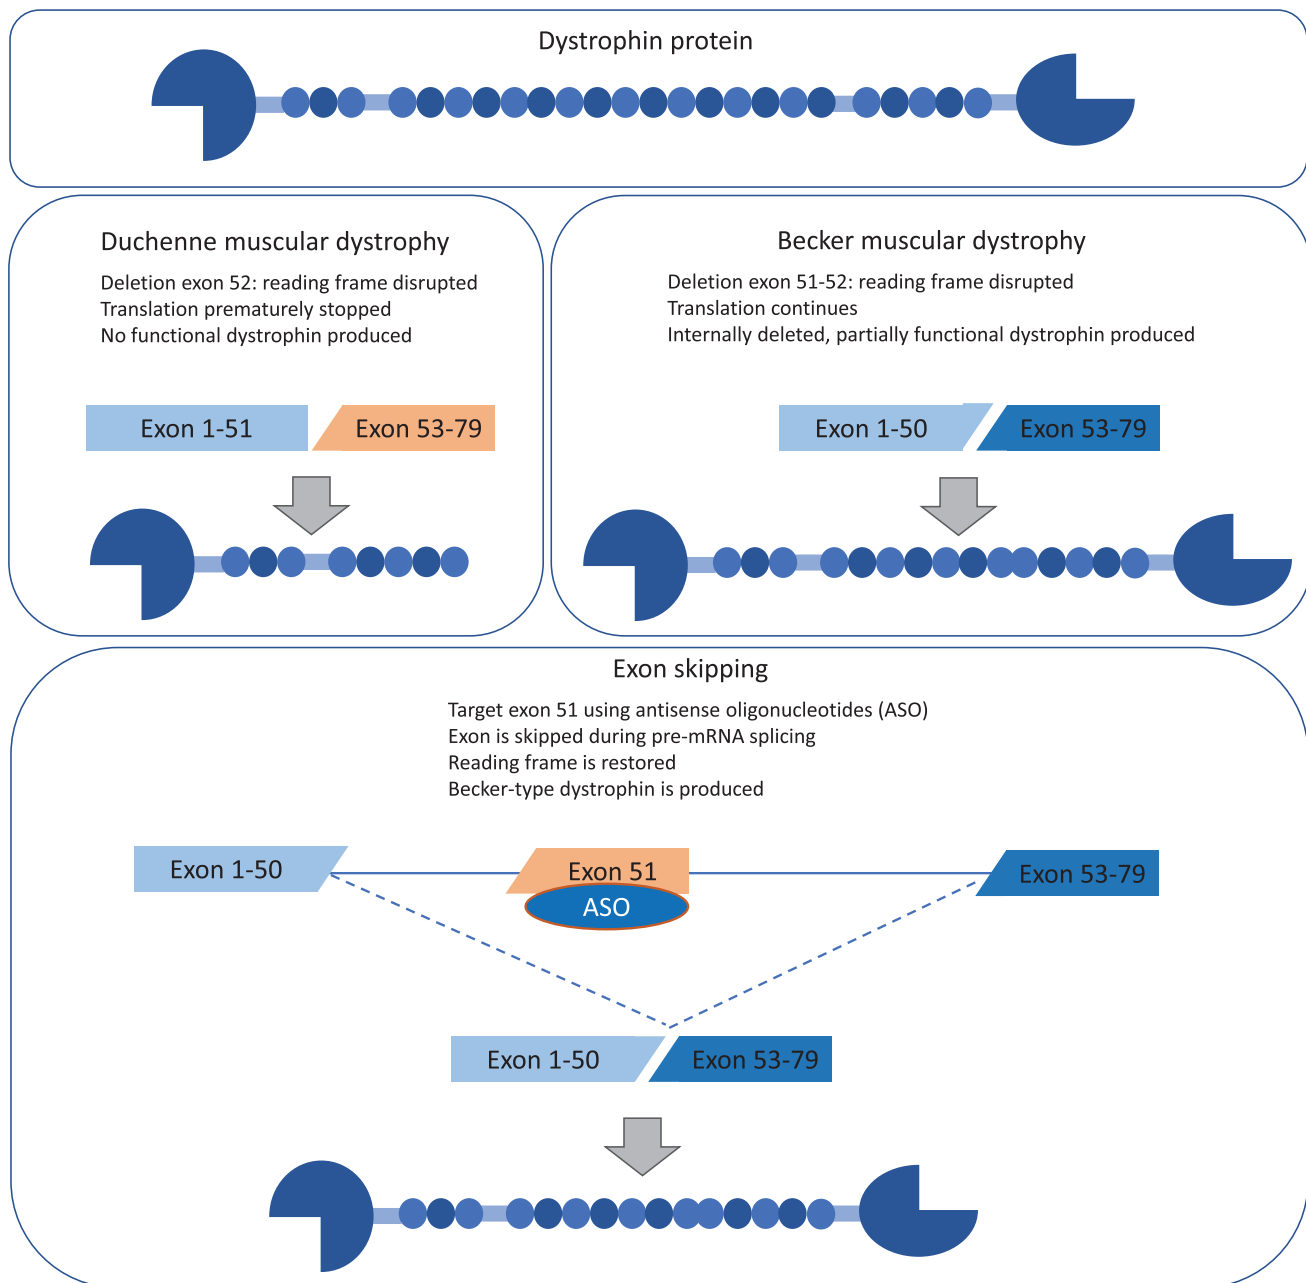 Dystrophin protein
Duchenne muscular dystrophy
Deletion exon 52: reading frame disrupted
Translation prematurely stopped
No functional dystrophin produced
Exon 1-51
Exon 53-79
Becker muscular dystrophy
Deletion exon 51-52: reading frame disrupted
Translation continues
Internally deleted, partially functional dystrophin produced
Exon 1-50
Exon 53-79
Exon skipping
Target exon 51 using antisense oligonucleotides (ASO)
Exon is skipped during pre-mRNA splicing
Reading frame is restored
Becker-type dystrophin is produced
Exon 1-50
Exon 51
ASO
Exon 53-79
Exon 1-50
Exon 53-79